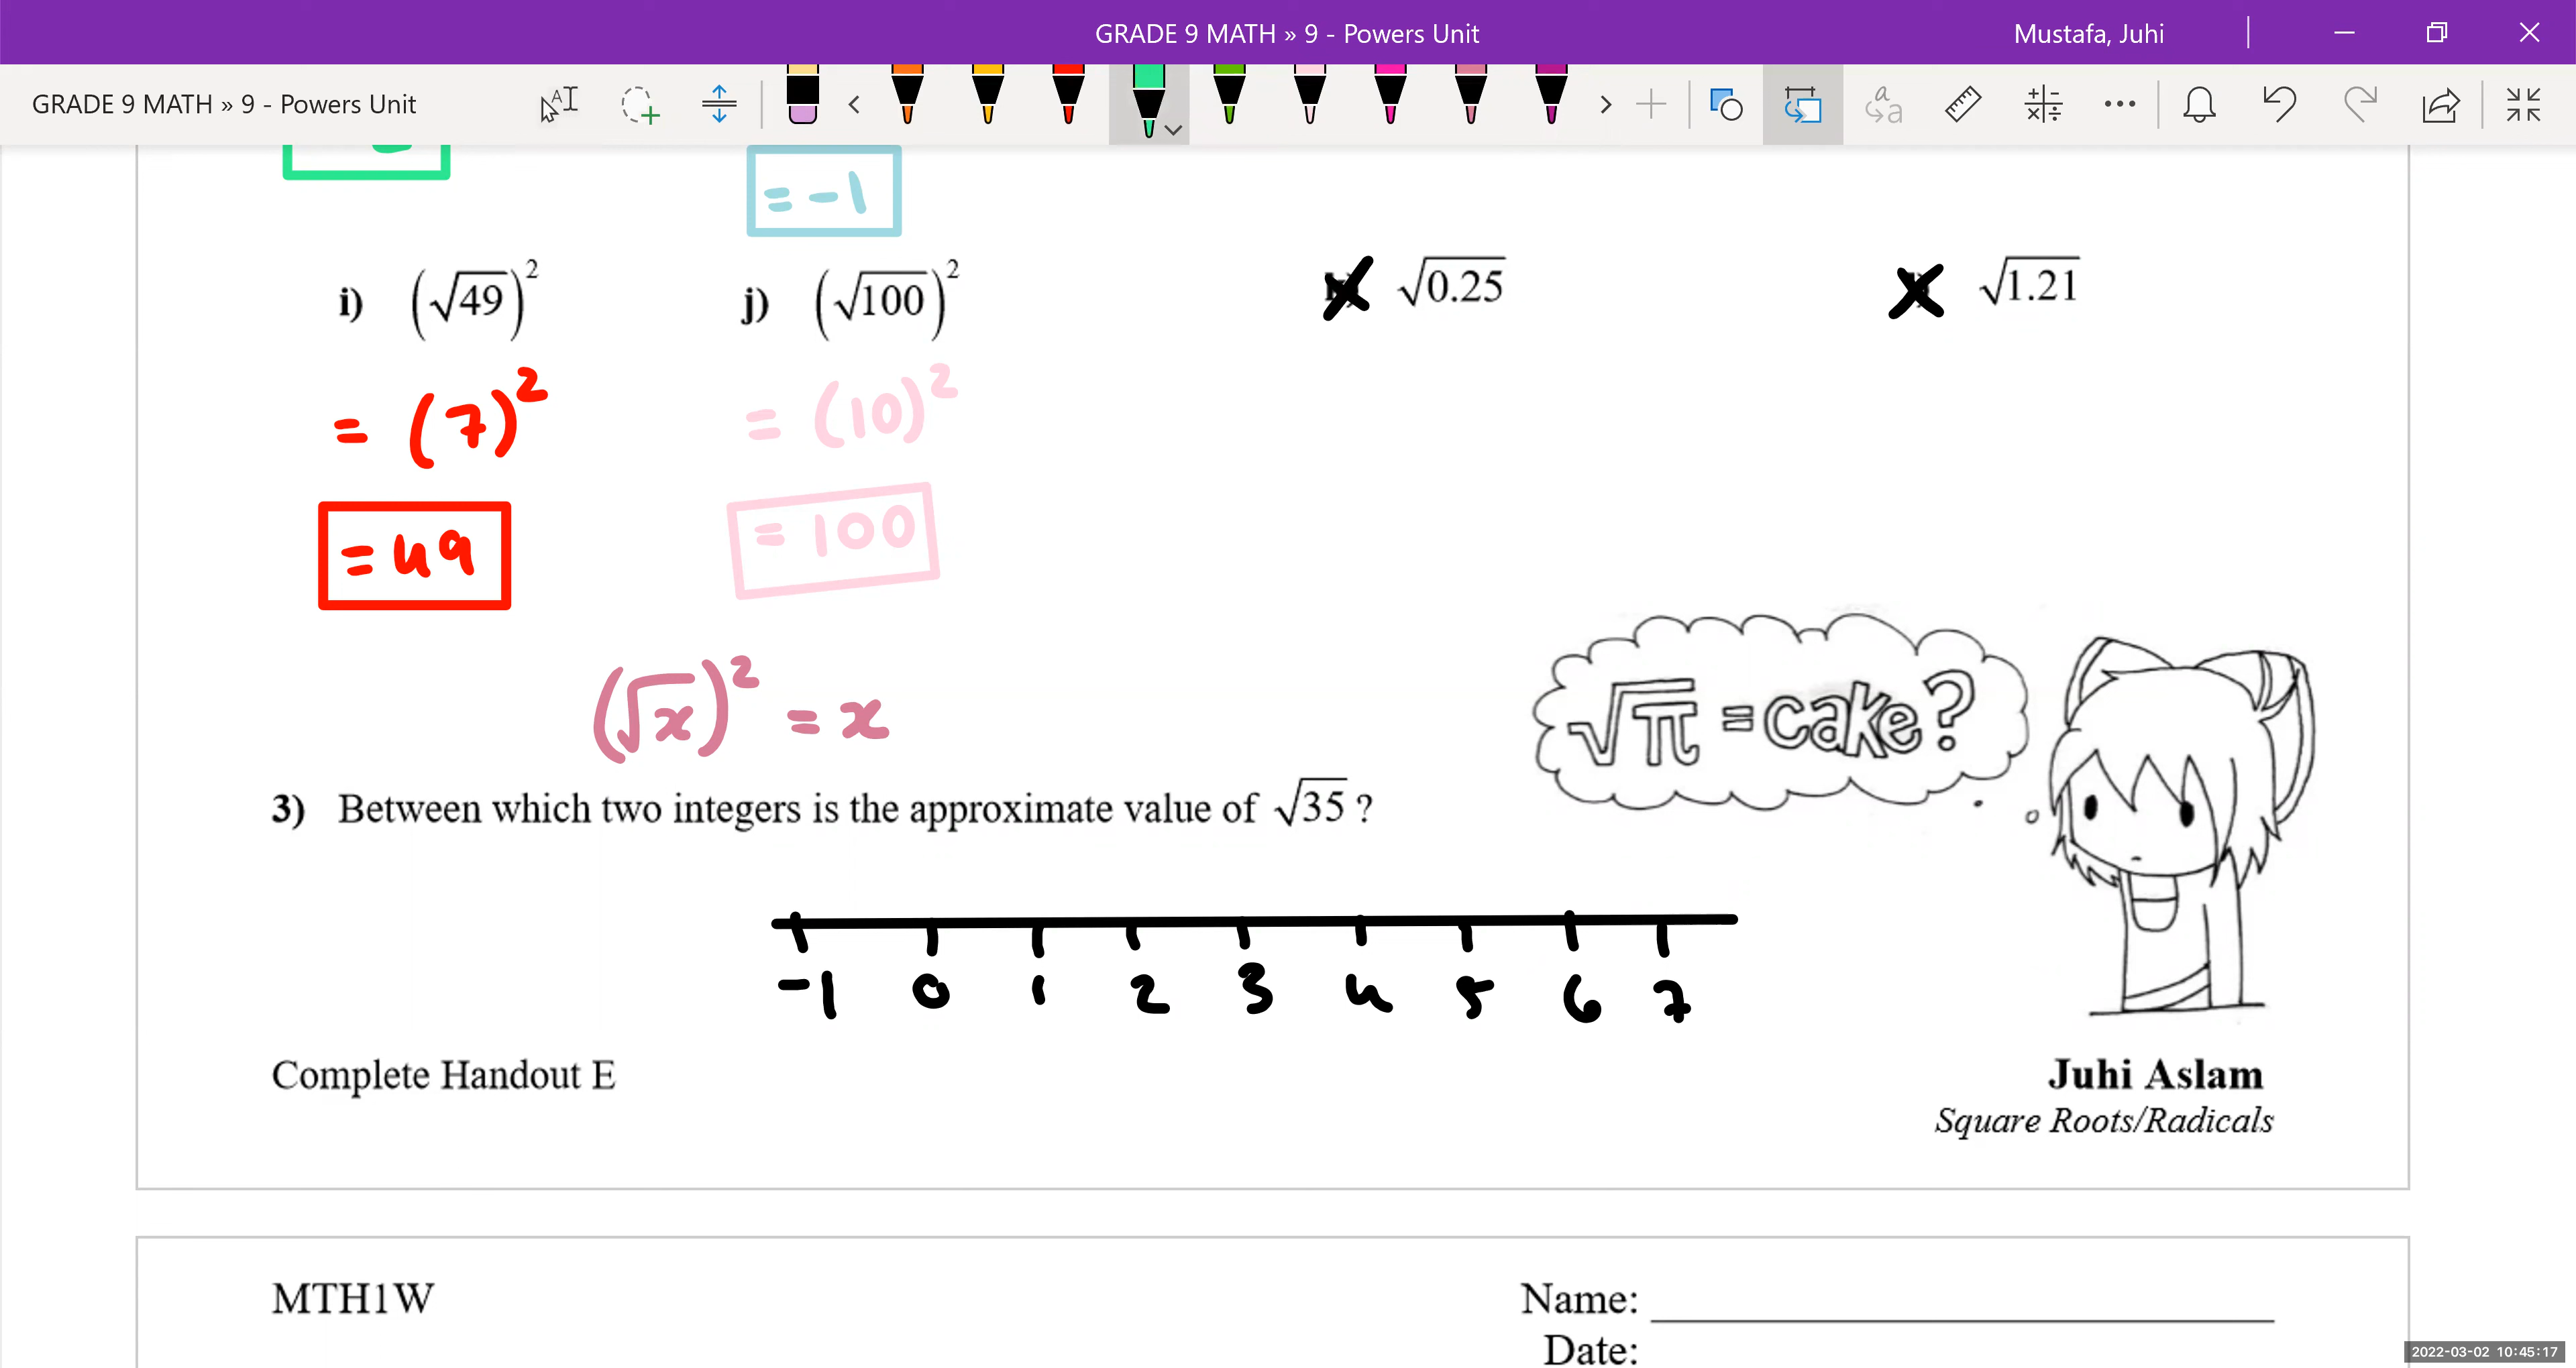 GRADE 9 MATH » 9 - Powers Unit
Mustafa, Juhi
GRADE 9 MATH » 9 - Powers Unit
= -1
i) (√49)²
j) (√100)²
√0.25
√1.21
= (7)²
= (10)²
= 49
= 100
(√x)² = x
√π = cake?
3) Between which two integers is the approximate value of √35 ?
-1 0 1 2 3 4 5 6 7
Complete Handout E
Juhi Aslam
Square Roots/Radicals
MTH1W
Name:
Date:
2022-03-02 10:45:17